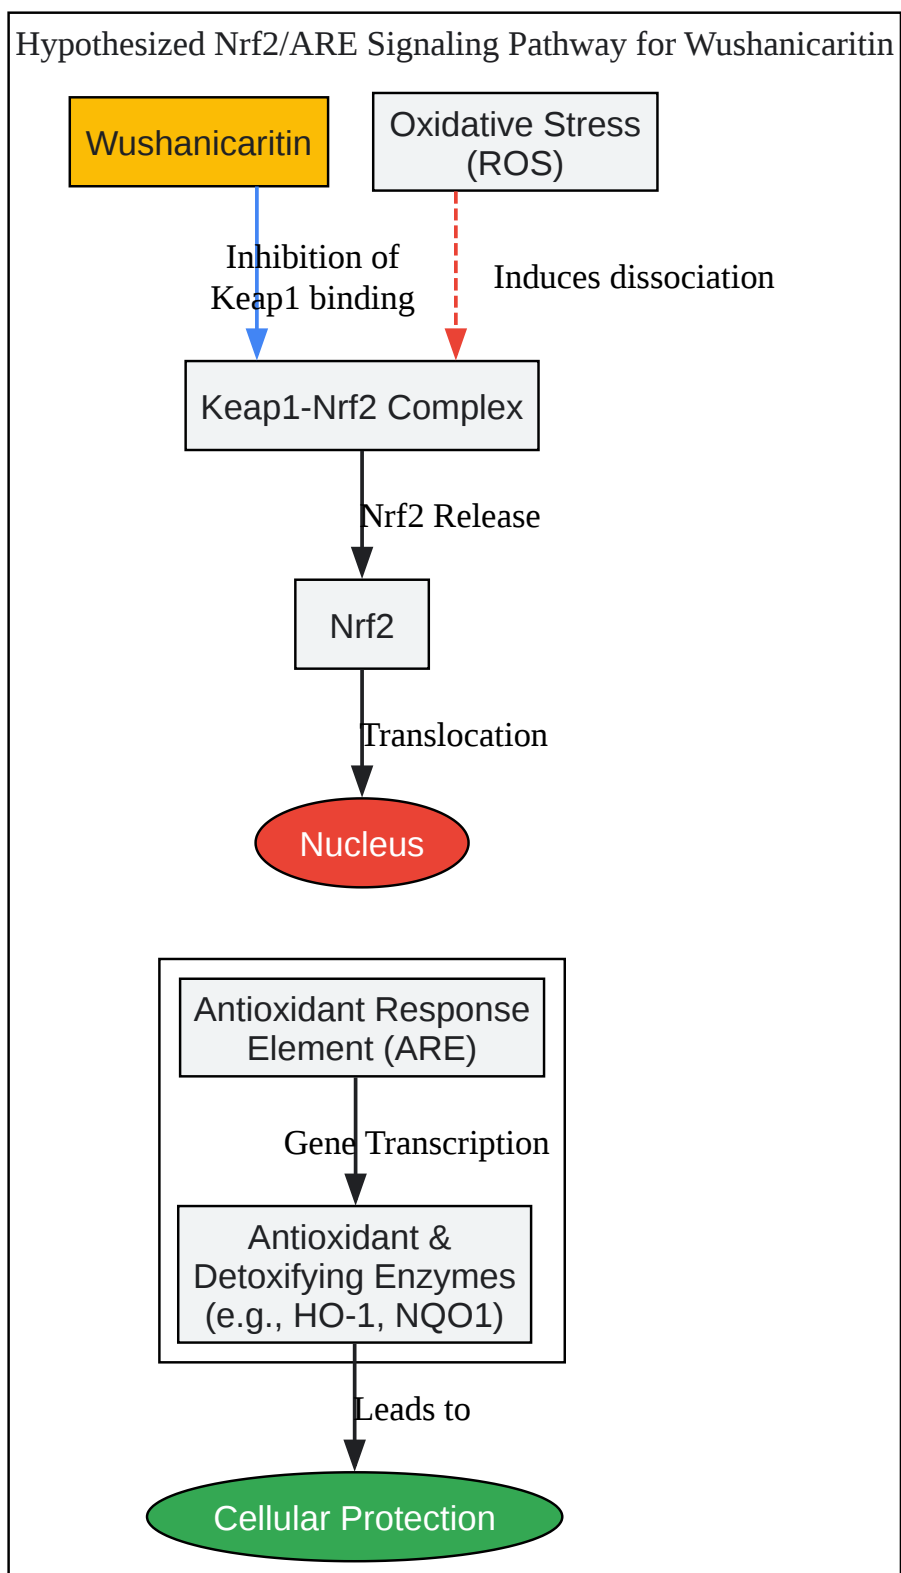 Hypothesized Nrf2/ARE Signaling Pathway for Wushanicaritin
Wushanicaritin
Oxidative Stress
(ROS)
Inhibition of
Keap1 binding
Induces dissociation
Keap1-Nrf2 Complex
Nrf2 Release
Nrf2
Translocation
Nucleus
Antioxidant Response
Element (ARE)
Gene Transcription
Antioxidant &
Detoxifying Enzymes
(e.g., HO-1, NQO1)
Leads to
Cellular Protection